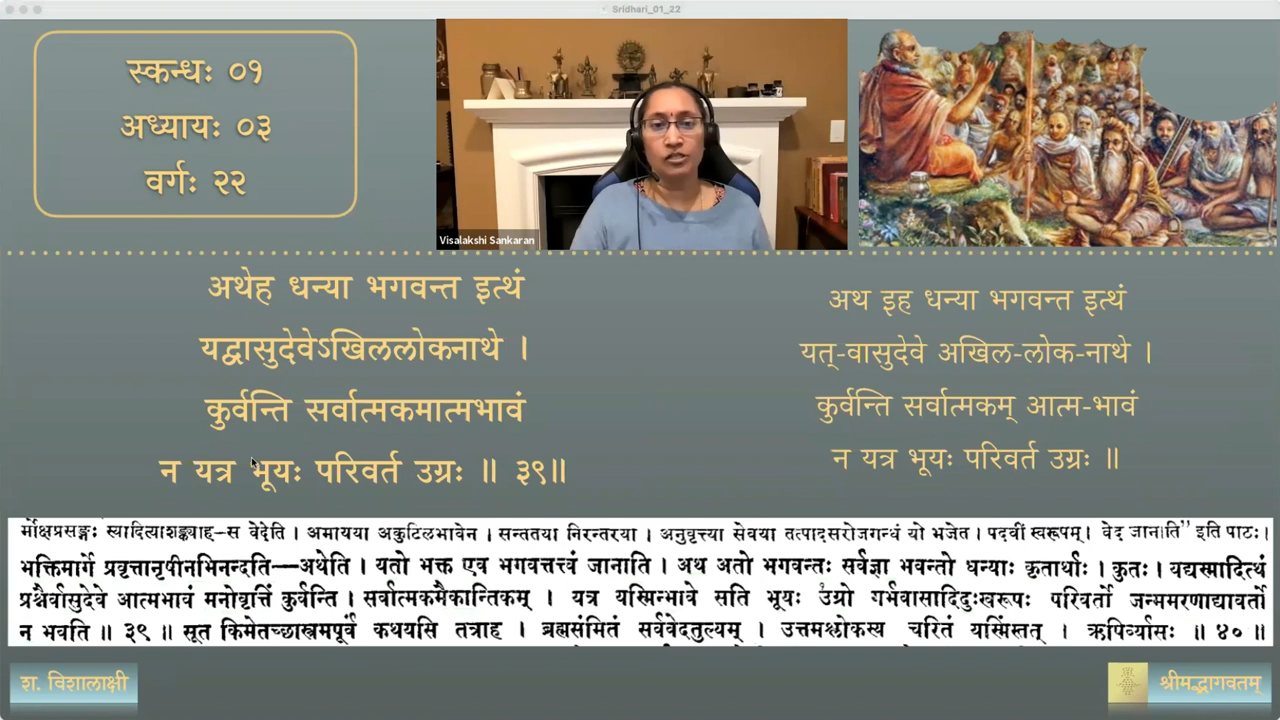 Sridhari_01_22
स्कन्धः ०१
अध्यायः ०३
वर्गः २२
Visalakshi Sankaran
अथेह धन्या भगवन्त इत्थं
यद्वासुदेवेऽखिललोकनाथे ।
कुर्वन्ति सर्वात्मकमात्मभावं
न यत्र भूयः परिवर्त उग्रः ॥ ३९॥
अथ इह धन्या भगवन्त इत्थं
यत्-वासुदेवे अखिल-लोक-नाथे ।
कुर्वन्ति सर्वात्मकम् आत्म-भावं
न यत्र भूयः परिवर्त उग्रः ॥
र्मोक्षप्रसङ्गः स्यादित्याशङ्क्याह–स वेदेति । अमायया अकुटिलभावेन । सन्ततया निरन्तरया । अनुवृत्त्या सेवया तत्पादसरोजगन्धं यो भजेत । पदवीं स्वरूपम् । वेद जानाति” इति पाठः ।
भक्तिमार्गे प्रवृत्तानृषीनभिनन्दति—अथेति । यतो भक्त एव भगवत्तत्त्वं जानाति । अथ अतो भगवन्तः सर्वज्ञा भवन्तो धन्याः कृतार्थाः । कुतः । यद्यस्मादित्थं
प्रश्नैर्वासुदेवे आत्मभावं मनोवृत्तिं कुर्वन्ति । सर्वात्मकमैकान्तिकम् । यत्र यस्मिन्भावे सति भूयः उग्रो गर्भवासादिदुःखरूपः परिवर्तो जन्ममरणाद्यावर्तो
न भवति ॥ ३९ ॥ सूत किमेतच्छास्त्रमपूर्वं कथयसि तत्राह । ब्रह्मसंमितं सर्ववेदतुल्यम् । उत्तमश्लोकस्य चरितं यस्मिंस्तत् । ऋषिर्व्यासः ॥ ४० ॥
श. विशालाक्षी
श्रीमद्भागवतम्